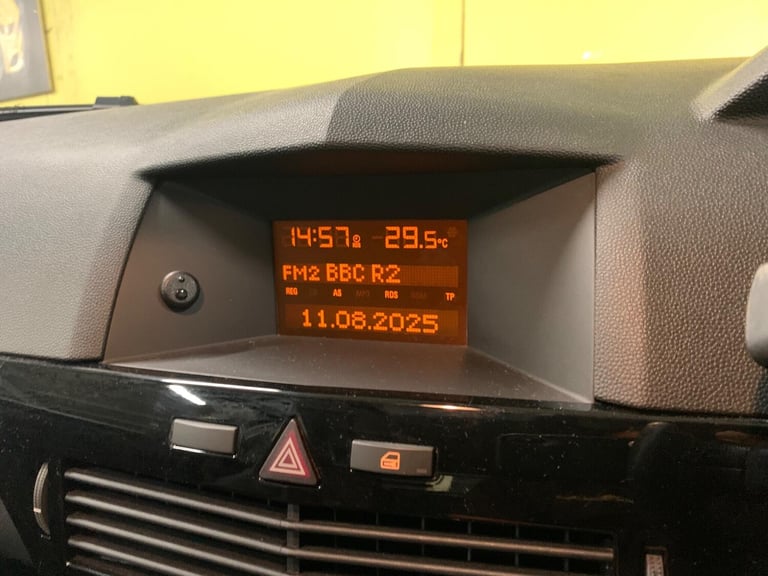 14:57 29.5°C
FM2 BBC R2
REG AS RDS TP
11.08.2025